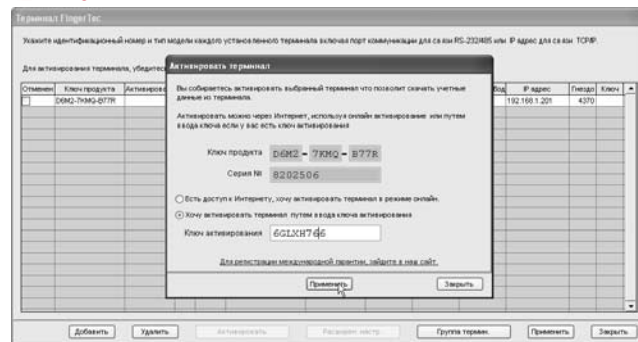 Терминал FingerTec
Укажите идентификационный номер и тип модели каждого установленного терминала включая порт коммуникации для связи RS-232/485 или IP адрес для связи TCP/IP.
Для активирования терминала, убедитесь
Активировать терминал
Отменен Ключ продукта Активирова Бод IP адрес Гнездо Ключ
D6M2-7KMQ-B77R 192.168.1.201 4370
Вы собираетесь активировать выбранный терминал что позволит скачать учетные
данные из терминала.
Активировать можно через Интернет, используя онлайн активирование или путем
ввода ключа если у вас есть ключ активирования
Ключ продукта D6M2 - 7KMQ - B77R
Серия № 8202506
Есть доступ к Интернету, хочу активировать терминал в режиме онлайн.
Хочу активировать терминал путем ввода ключа активирования
Ключ активирования 6GLXH766
Для регистрации международной гарантии, зайдите в наш сайт.
Применить Закрыть
Добавить Удалить Активировать Расширен. настр. Группа термин. Применить Закрыть